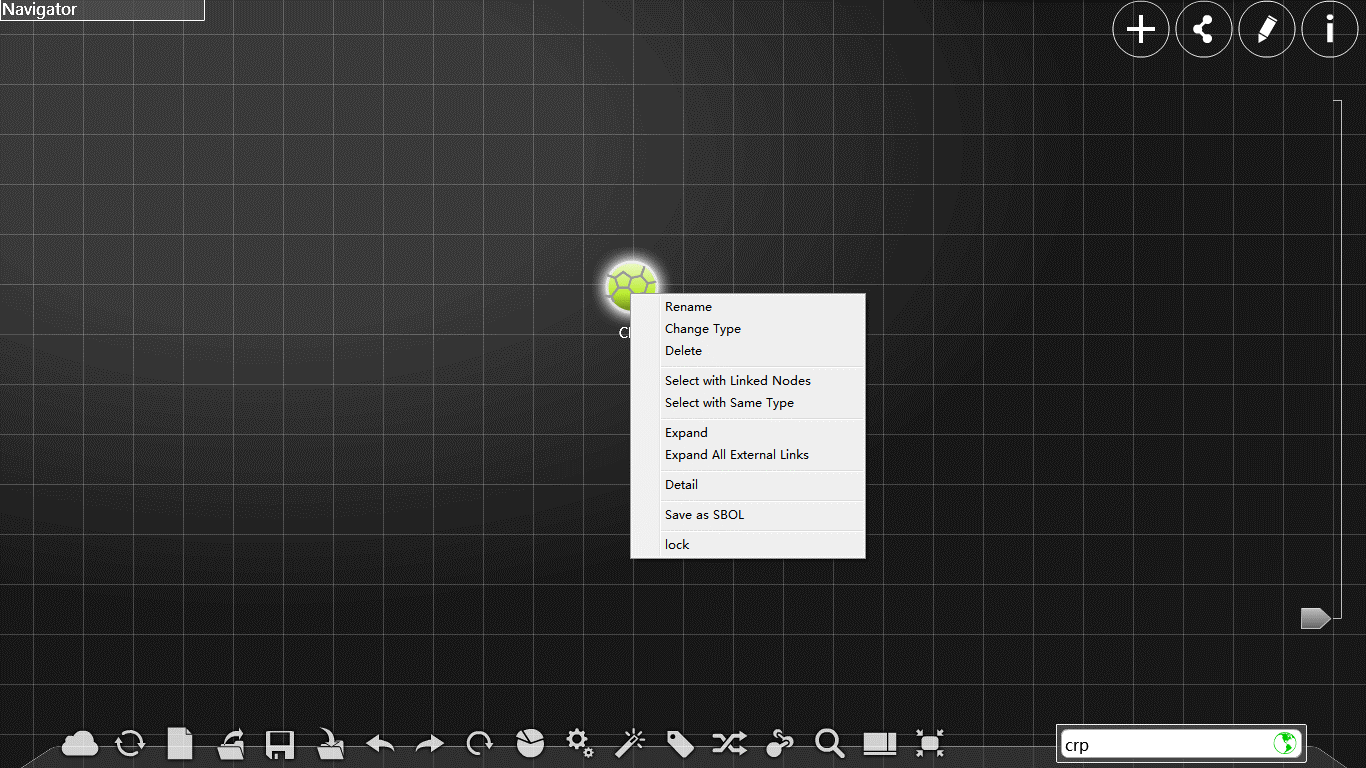 Navigator
Rename
Change Type
Delete
Select with Linked Nodes
Select with Same Type
Expand
Expand All External Links
Detail
Save as SBOL
lock
crp